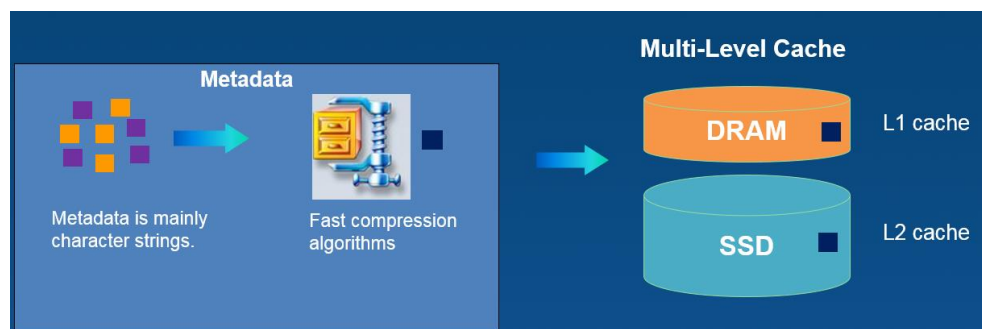 Multi-Level Cache
Metadata
DRAM
L1 cache
Metadata is mainly
character strings.
Fast compression
algorithms
SSD
L2 cache